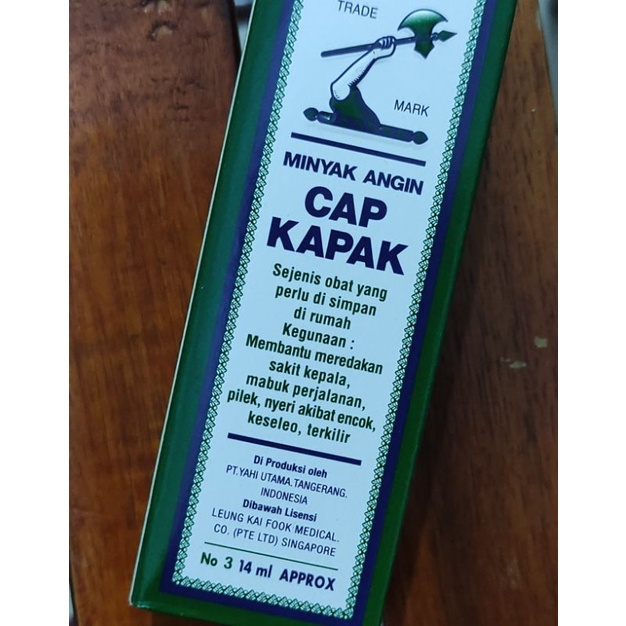 TRADE
MARK
MINYAK ANGIN
CAP
KAPAK
Sejenis obat yang
perlu di simpan
di rumah
Kegunaan :
Membantu meredakan
sakit kepala,
mabuk perjalanan,
pilek, nyeri akibat encok,
keseleo, terkilir
Di Produksi oleh
PT.YAHI UTAMA.TANGERANG.
INDONESIA
Dibawah Lisensi
LEUNG KAI FOOK MEDICAL.
CO. (PTE LTD) SINGAPORE
No 3 14 ml APPROX